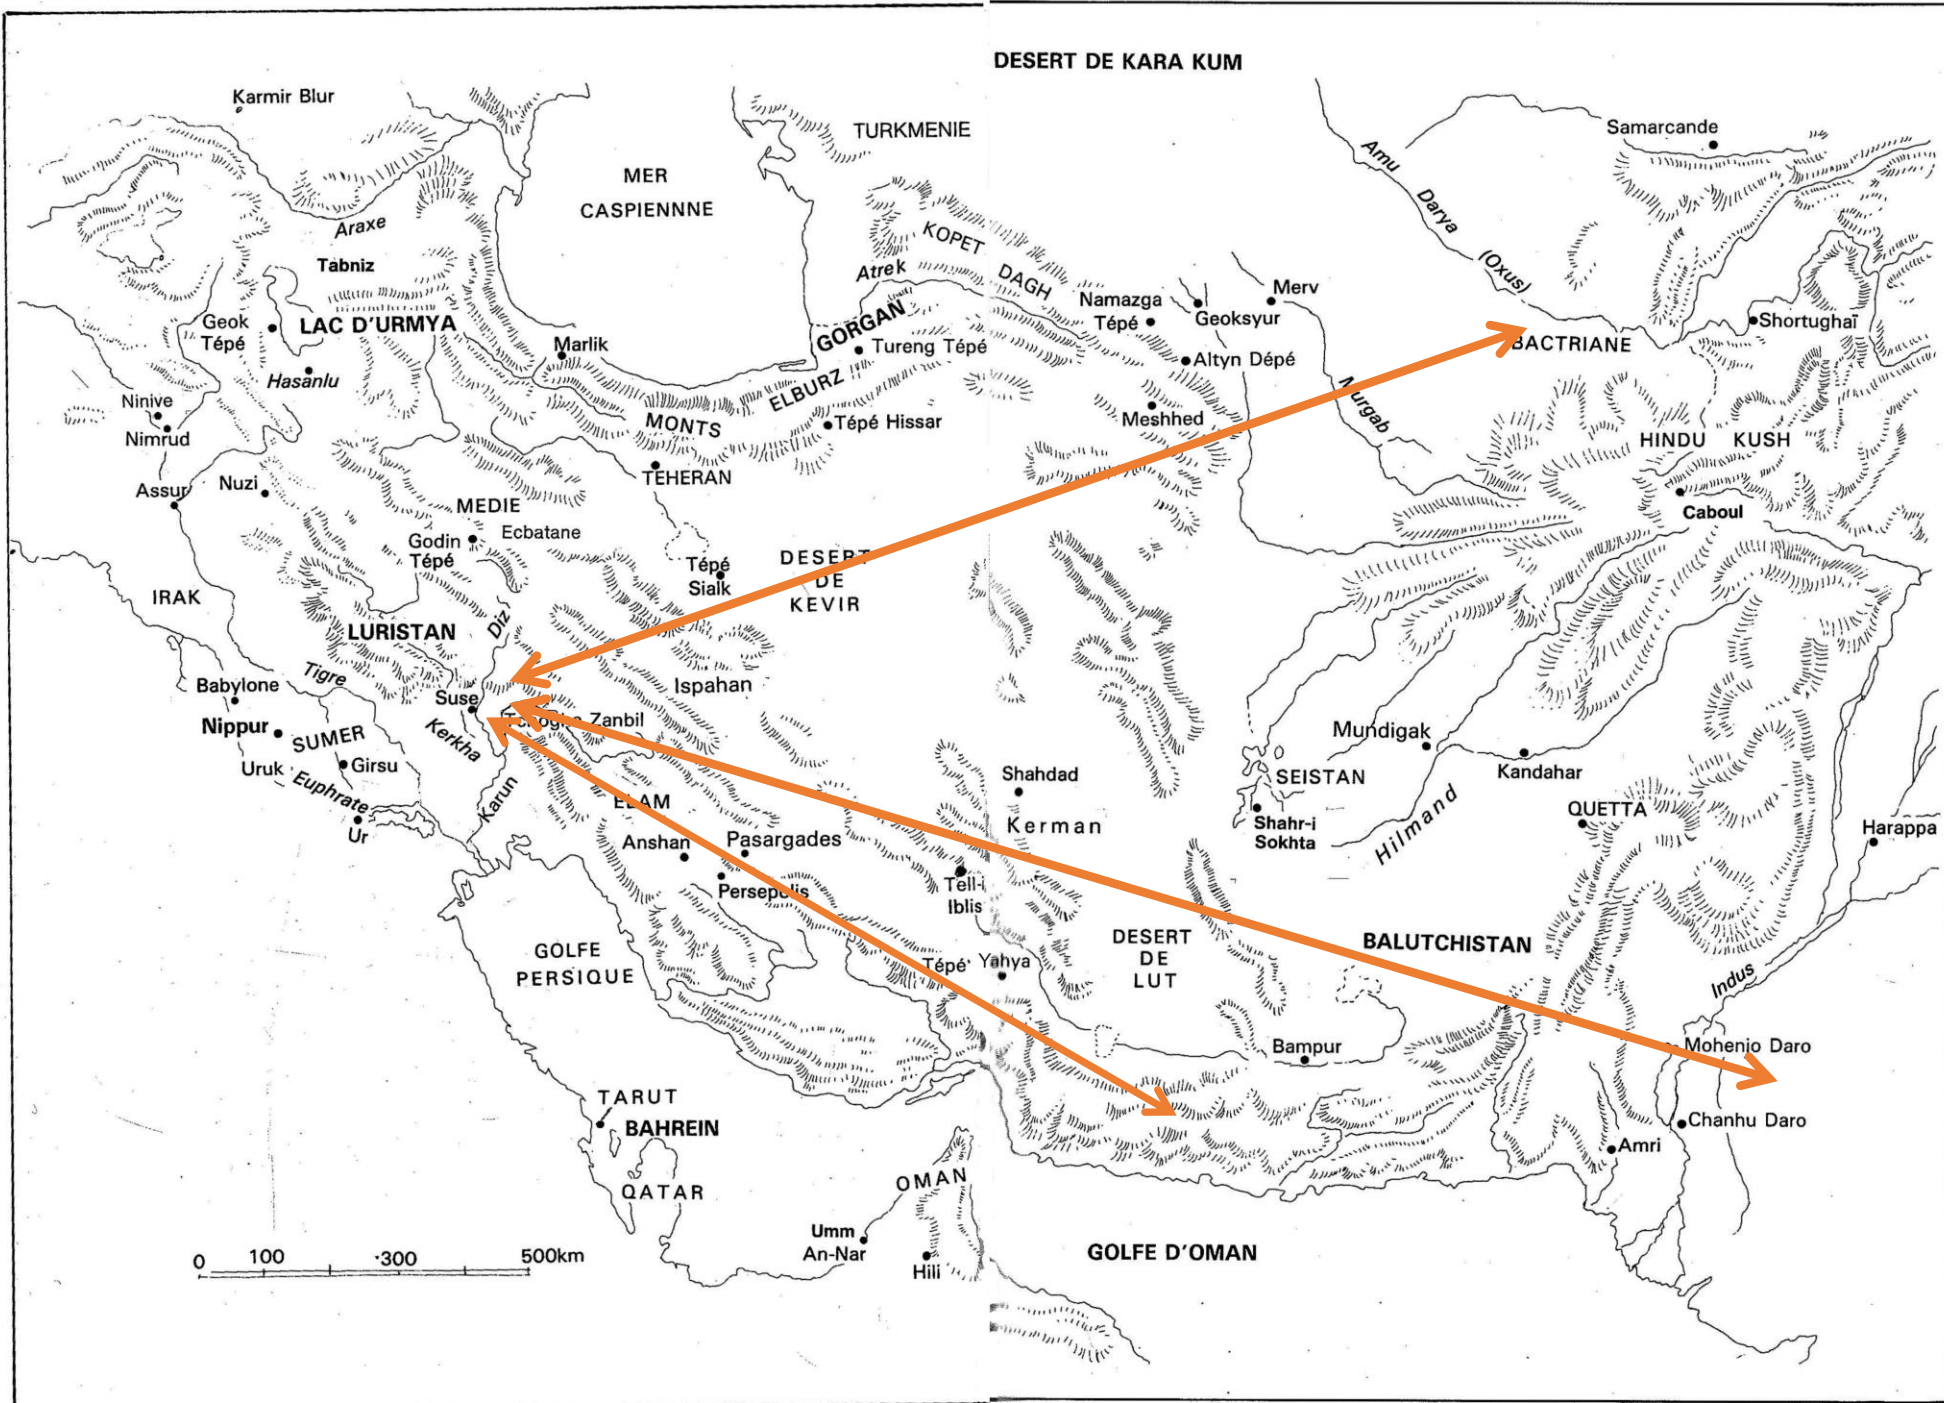 DESERT DE KARA KUM
Karmir Blur
TURKMENIE
Samarcande
MER
CASPIENNNE
Amu
Darya
(Oxus)
Araxe
Tabniz
KOPET
DAGH
Atrek
GORGAN
Namazga
Tépé
Geoksyur
Merv
Shortughaï
Geok
Tépé
LAC D'URMYA
Marlik
Tureng Tépé
Altyn Dépé
BACTRIANE
Hasanlu
ELBURZ
MONTS
Tépé Hissar
Meshhed
Murgab
Ninive
Nimrud
HINDU KUSH
TEHERAN
Assur
Nuzi
MEDIE
Ecbatane
Godin
Tépé
Caboul
Tépé
Sialk
DESERT
DE
KEVIR
IRAK
LURISTAN
Diz
Tigre
Babylone
Suse
Ispahan
Tchogha Zanbil
Nippur
SUMER
Kerkha
Mundigak
Uruk
Girsu
Euphrate
Ur
Karun
ELAM
Shahdad
Kerman
SEISTAN
Kandahar
Shahr-i
Sokhta
Hilmand
QUETTA
Harappa
Anshan
Pasargades
Persepolis
Tell-i
Iblis
GOLFE
PERSIQUE
Tépé Yahya
DESERT
DE
LUT
BALUTCHISTAN
Indus
Bampur
Mohenjo Daro
TARUT
BAHREIN
Chanhu Daro
Amri
QATAR
OMAN
Umm
An-Nar
Hili
GOLFE D'OMAN
0 100 300 500km